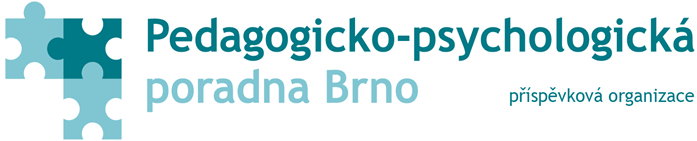 Pedagogicko-psychologická
poradna Brno
příspěvková organizace